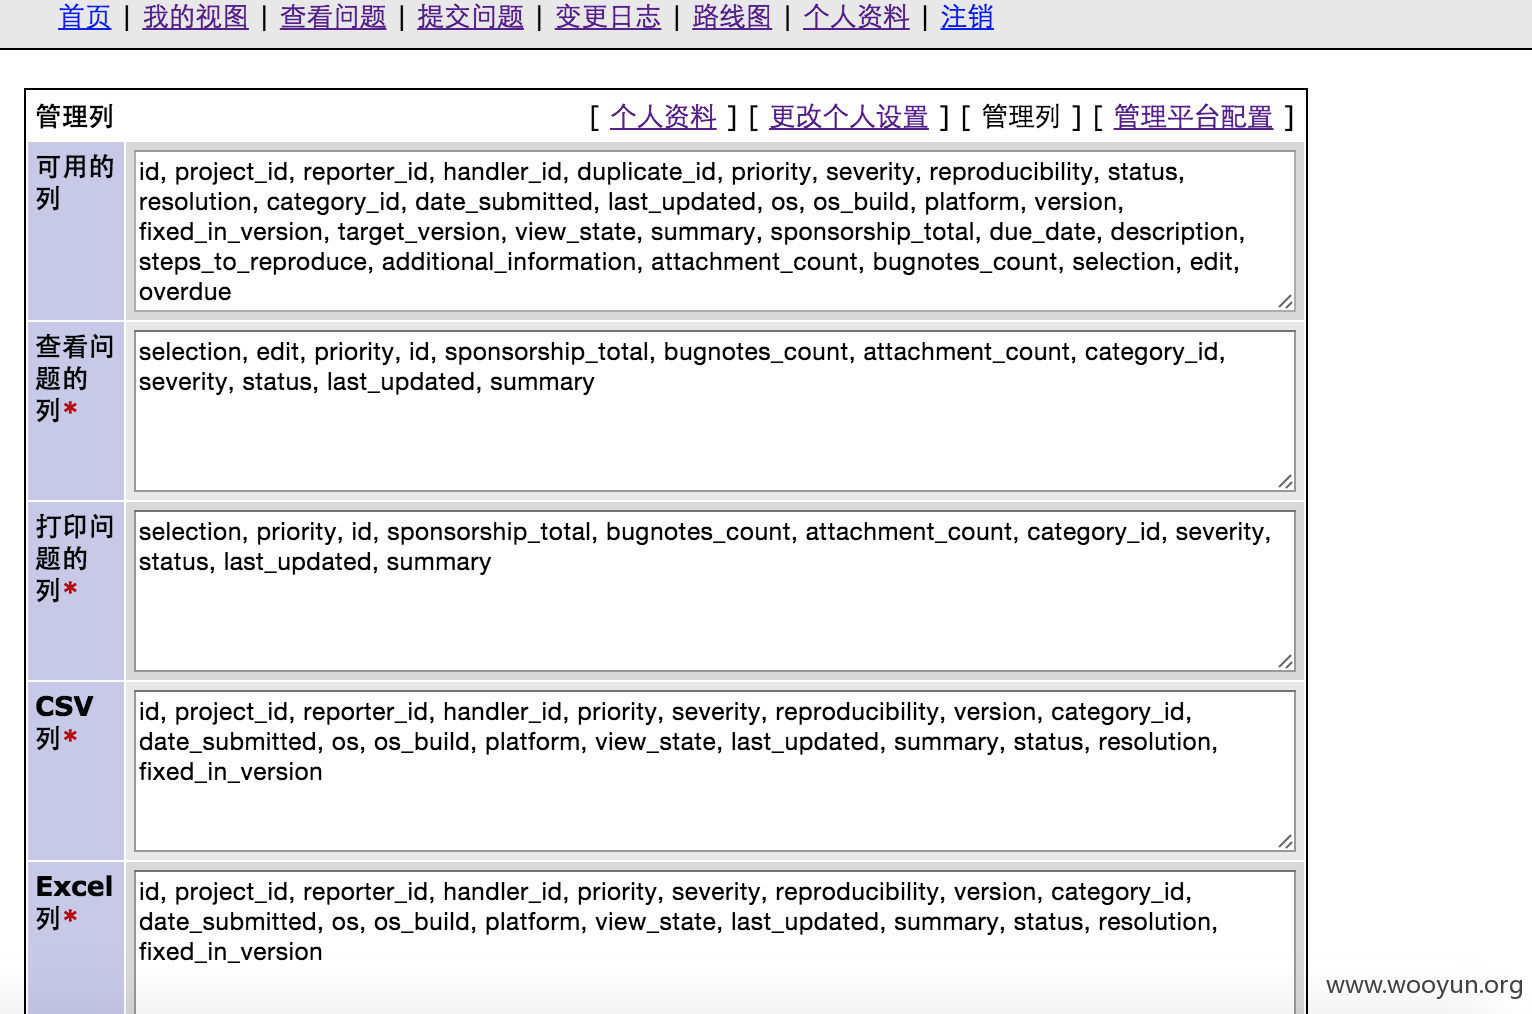 首页 | 我的视图 | 查看问题 | 提交问题 | 变更日志 | 路线图 | 个人资料 | 注销
管理列 [ 个人资料 ] [ 更改个人设置 ] [ 管理列 ] [ 管理平台配置 ]
可用的
列
id, project_id, reporter_id, handler_id, duplicate_id, priority, severity, reproducibility, status,
resolution, category_id, date_submitted, last_updated, os, os_build, platform, version,
fixed_in_version, target_version, view_state, summary, sponsorship_total, due_date, description,
steps_to_reproduce, additional_information, attachment_count, bugnotes_count, selection, edit,
overdue
查看问
题的
列*
selection, edit, priority, id, sponsorship_total, bugnotes_count, attachment_count, category_id,
severity, status, last_updated, summary
打印问
题的
列*
selection, priority, id, sponsorship_total, bugnotes_count, attachment_count, category_id, severity,
status, last_updated, summary
CSV
列*
id, project_id, reporter_id, handler_id, priority, severity, reproducibility, version, category_id,
date_submitted, os, os_build, platform, view_state, last_updated, summary, status, resolution,
fixed_in_version
Excel
列*
id, project_id, reporter_id, handler_id, priority, severity, reproducibility, version, category_id,
date_submitted, os, os_build, platform, view_state, last_updated, summary, status, resolution,
fixed_in_version
www.wooyun.org